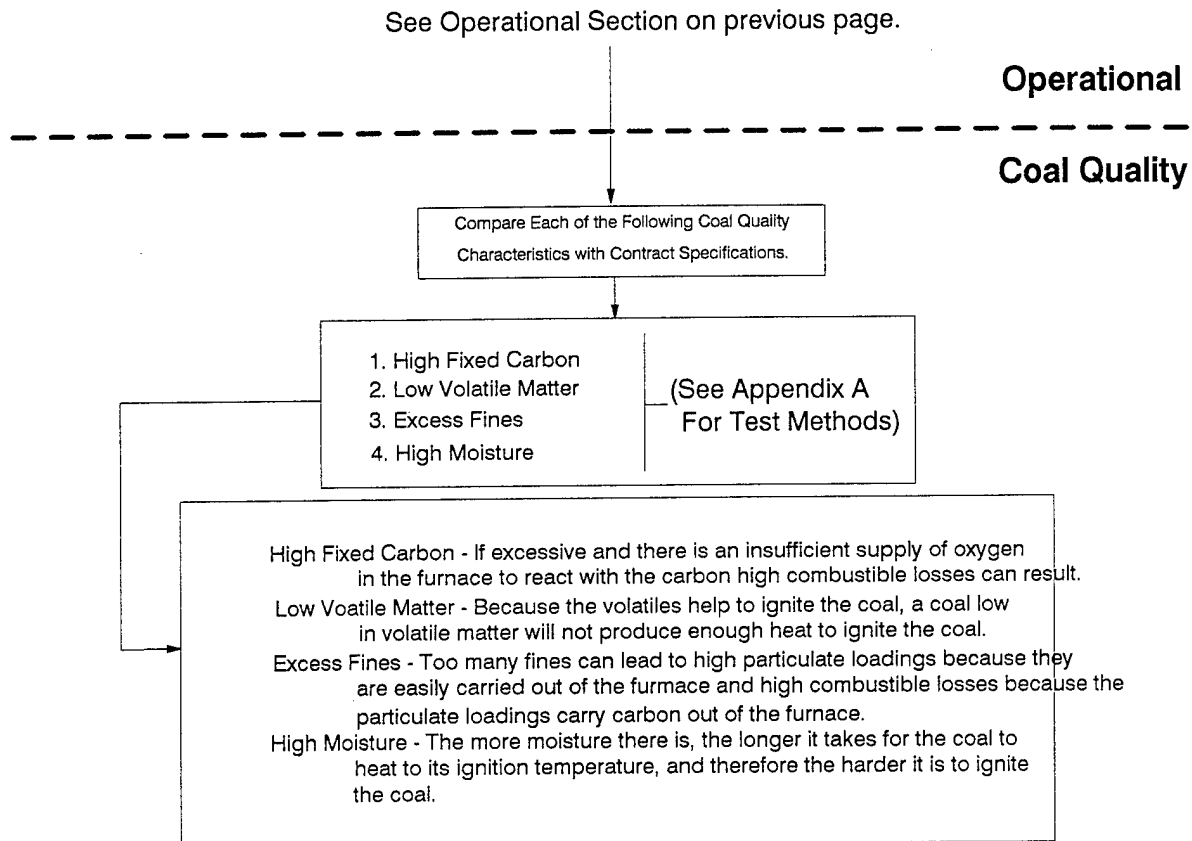 See Operational Section on previous page.
Operational
Coal Quality
Compare Each of the Following Coal Quality
Characteristics with Contract Specifications.
1. High Fixed Carbon
2. Low Volatile Matter
3. Excess Fines
4. High Moisture
(See Appendix A
For Test Methods)
High Fixed Carbon - If excessive and there is an insufficient supply of oxygen
in the furnace to react with the carbon high combustible losses can result.
Low Voatile Matter - Because the volatiles help to ignite the coal, a coal low
in volatile matter will not produce enough heat to ignite the coal.
Excess Fines - Too many fines can lead to high particulate loadings because they
are easily carried out of the furmace and high combustible losses because the
particulate loadings carry carbon out of the furnace.
High Moisture - The more moisture there is, the longer it takes for the coal to
heat to its ignition temperature, and therefore the harder it is to ignite
the coal.